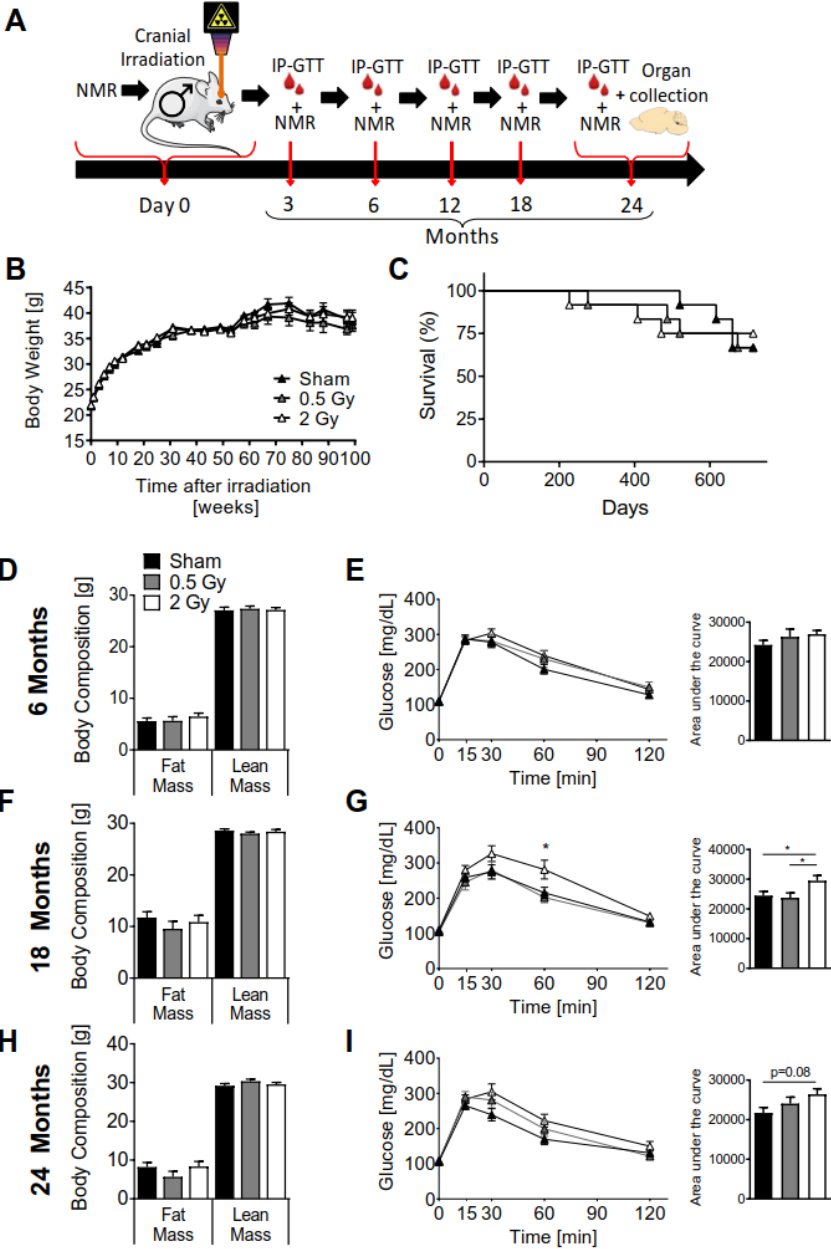 A
Cranial
Irradiation
NMR
IP-GTT
+
NMR
IP-GTT
+
NMR
IP-GTT
+
NMR
IP-GTT
+
NMR
IP-GTT
+
NMR
+
Organ
collection
Day 0
3
6
12
18
24
Months
B
Body Weight [g]
45
40
35
30
25
20
15
0 10 20 30 40 50 60 70 80 90 100
Time after irradiation
[weeks]
Sham
0.5 Gy
2 Gy
C
Survival (%)
100
75
50
25
0
0 200 400 600
Days
D
6 Months
Body Composition [g]
30
20
10
0
Sham
0.5 Gy
2 Gy
Fat
Mass
Lean
Mass
E
Glucose [mg/dL]
400
300
200
100
0
0 15 30 60 90 120
Time [min]
Area under the curve
30000
20000
10000
0
F
18 Months
Body Composition [g]
30
20
10
0
Fat
Mass
Lean
Mass
G
Glucose [mg/dL]
400
300
200
100
0
*
0 15 30 60 90 120
Time [min]
Area under the curve
40000
30000
20000
10000
0
*
*
H
24 Months
Body Composition [g]
40
30
20
10
0
Fat
Mass
Lean
Mass
I
Glucose [mg/dL]
400
300
200
100
0
0 15 30 60 90 120
Time [min]
Area under the curve
30000
20000
10000
0
p=0.08